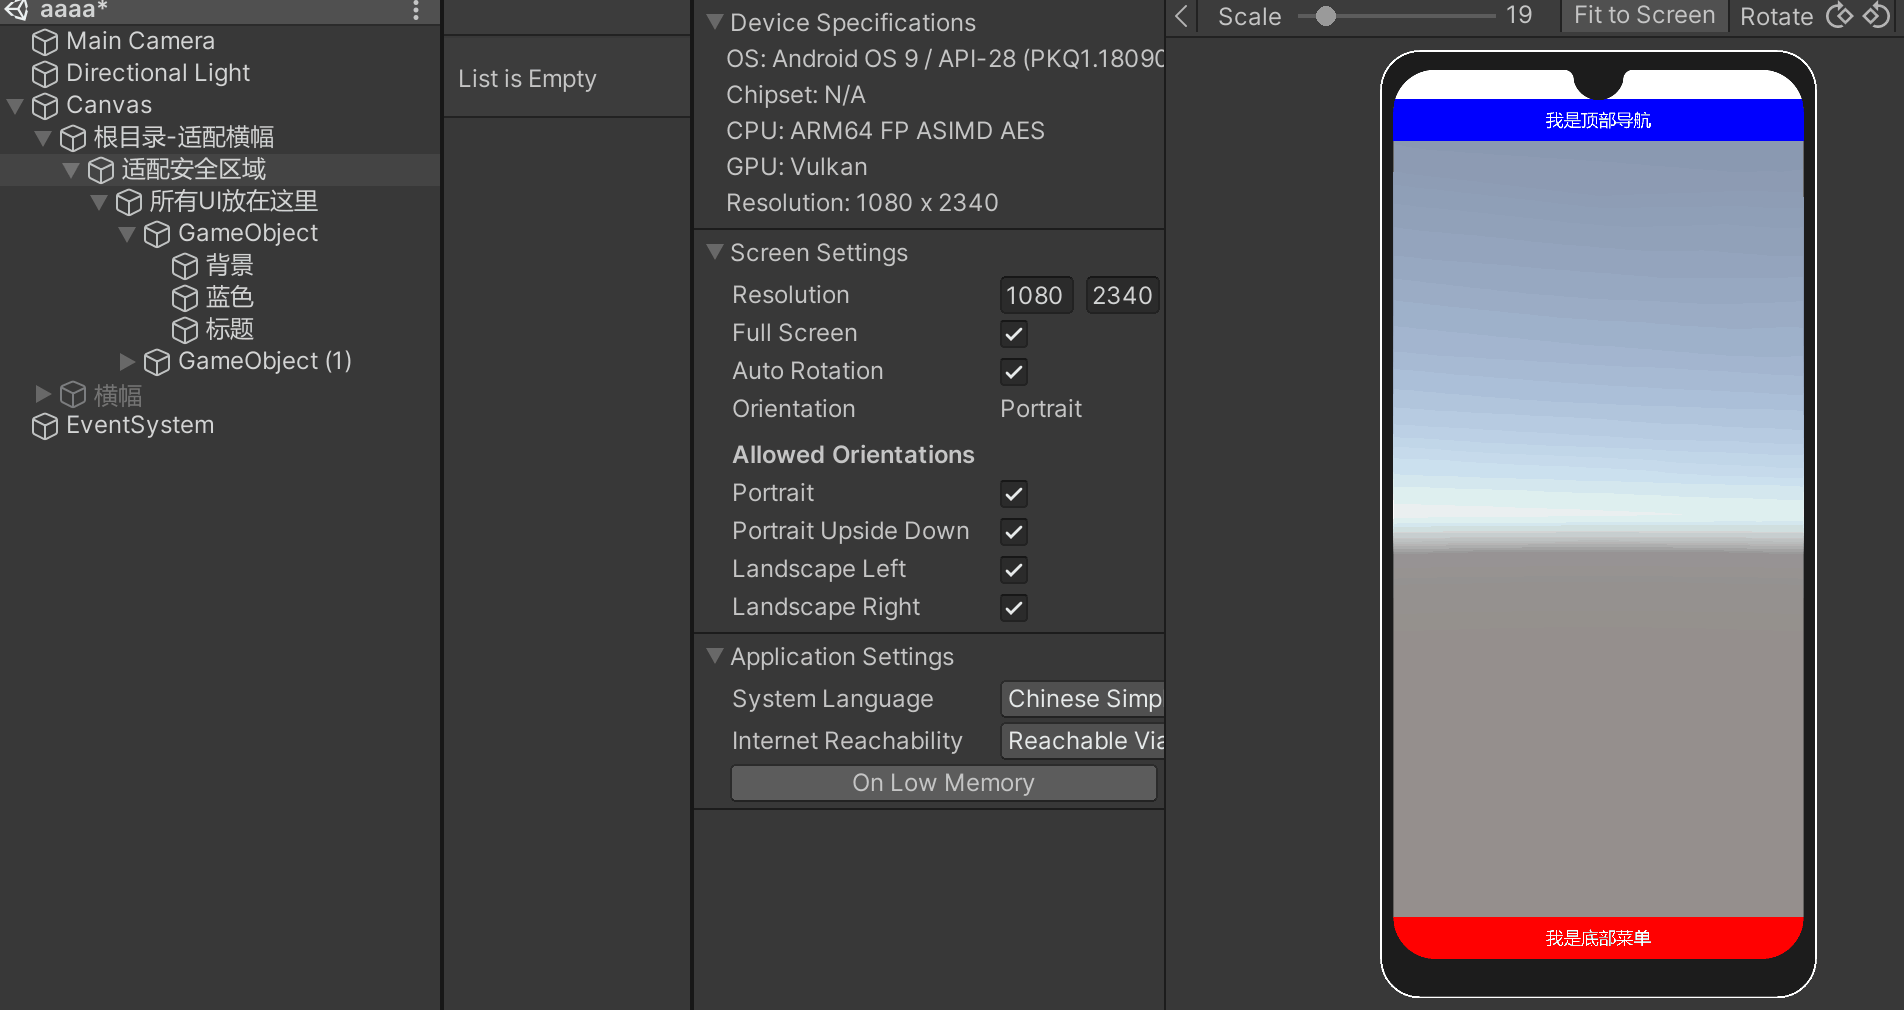 aaaa*
Main Camera
Directional Light
Canvas
根目录-适配横幅
适配安全区域
所有UI放在这里
GameObject
背景
蓝色
标题
GameObject (1)
横幅
EventSystem
List is Empty
Device Specifications
OS: Android OS 9 / API-28 (PKQ1.18090
Chipset: N/A
CPU: ARM64 FP ASIMD AES
GPU: Vulkan
Resolution: 1080 x 2340
Screen Settings
Resolution 1080 2340
Full Screen
Auto Rotation
Orientation Portrait
Allowed Orientations
Portrait
Portrait Upside Down
Landscape Left
Landscape Right
Application Settings
System Language Chinese Simp
Internet Reachability Reachable Via
On Low Memory
Scale 19 Fit to Screen Rotate
我是顶部导航
我是底部菜单